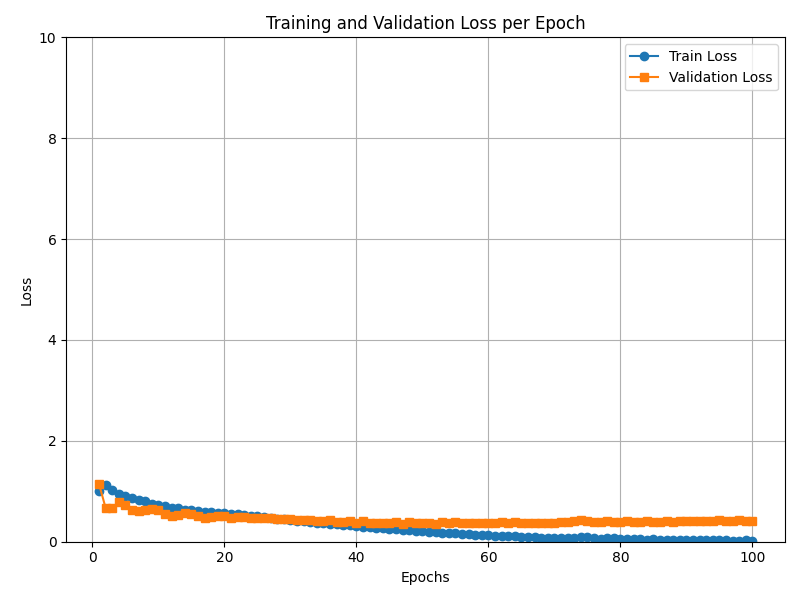 Training and Validation Loss per Epoch
10
8
6
4
2
0
Loss
Train Loss
Validation Loss
0 20 40 60 80 100
Epochs